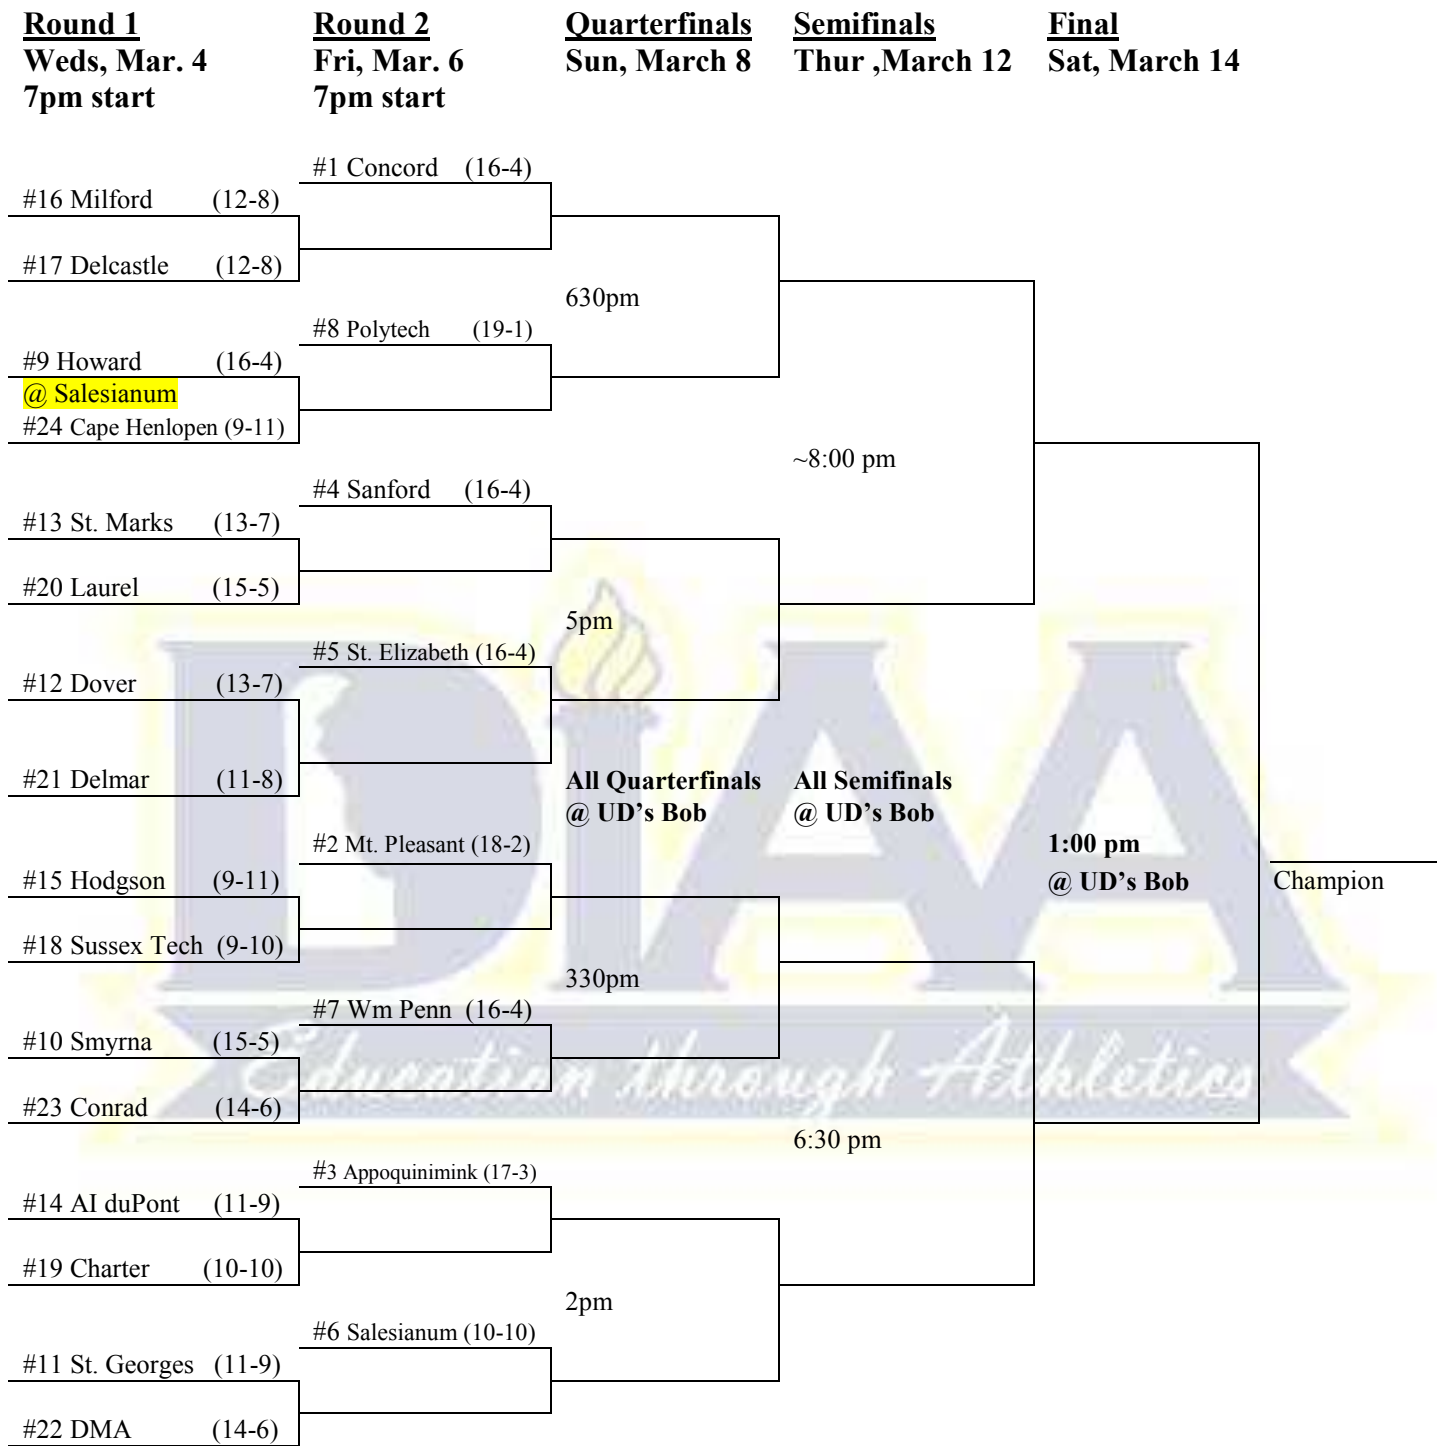 Round 1
Weds, Mar. 4
7pm start
Round 2
Fri, Mar. 6
7pm start
Quarterfinals
Sun, March 8
Semifinals
Thur ,March 12
Final
Sat, March 14
#16 Milford (12-8)
#17 Delcastle (12-8)
#9 Howard (16-4)
@ Salesianum
#24 Cape Henlopen (9-11)
#13 St. Marks (13-7)
#20 Laurel (15-5)
#12 Dover (13-7)
#21 Delmar (11-8)
#15 Hodgson (9-11)
#18 Sussex Tech (9-10)
#10 Smyrna (15-5)
#23 Conrad (14-6)
#14 AI duPont (11-9)
#19 Charter (10-10)
#11 St. Georges (11-9)
#22 DMA (14-6)
#1 Concord (16-4)
#8 Polytech (19-1)
#4 Sanford (16-4)
#5 St. Elizabeth (16-4)
#2 Mt. Pleasant (18-2)
#7 Wm Penn (16-4)
#3 Appoquinimink (17-3)
#6 Salesianum (10-10)
630pm
5pm
All Quarterfinals
@ UD’s Bob
330pm
2pm
~8:00 pm
All Semifinals
@ UD’s Bob
6:30 pm
1:00 pm
@ UD’s Bob
Champion
DIAA
Education through Athletics